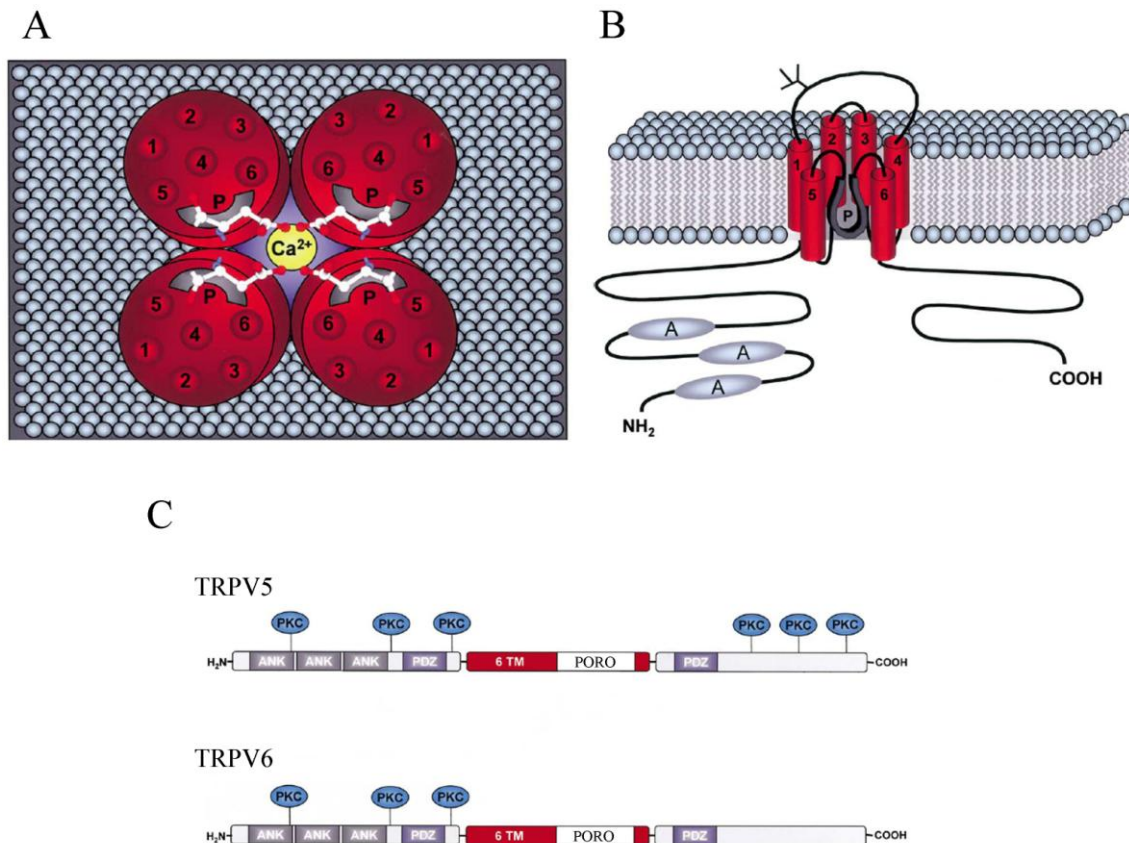 A
2 3 3 2
1 4 6 6 4 1
5 P P 5
Ca²⁺
5 P P 5
1 4 6 6 4 1
2 3 3 2
B
2 3
1 4
5 6
P
A
A
A
NH₂
COOH
C
TRPV5
PKC PKC PKC PKC PKC PKC
H₂N- ANK ANK ANK PDZ 6 TM PORO PDZ -COOH
TRPV6
PKC PKC PKC
H₂N- ANK ANK ANK PDZ 6 TM PORO PDZ -COOH